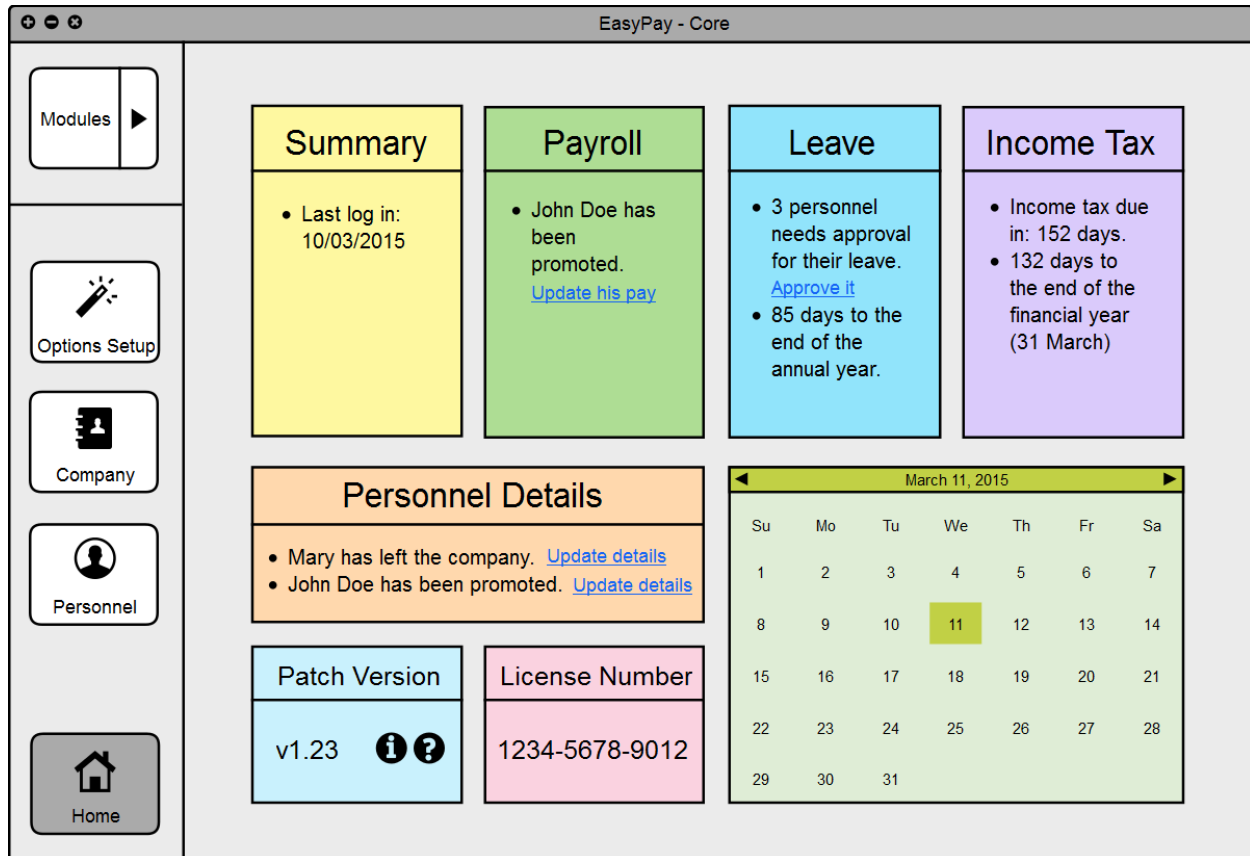 EasyPay - Core
Modules
Options Setup
Company
Personnel
Home
Summary
• Last log in:
10/03/2015
Payroll
• John Doe has
been
promoted.
Update his pay
Leave
• 3 personnel
needs approval
for their leave.
Approve it
• 85 days to the
end of the
annual year.
Income Tax
• Income tax due
in: 152 days.
• 132 days to
the end of the
financial year
(31 March)
Personnel Details
• Mary has left the company. Update details
• John Doe has been promoted. Update details
Patch Version
v1.23
License Number
1234-5678-9012
March 11, 2015
Su Mo Tu We Th Fr Sa
1 2 3 4 5 6 7
8 9 10 11 12 13 14
15 16 17 18 19 20 21
22 23 24 25 26 27 28
29 30 31